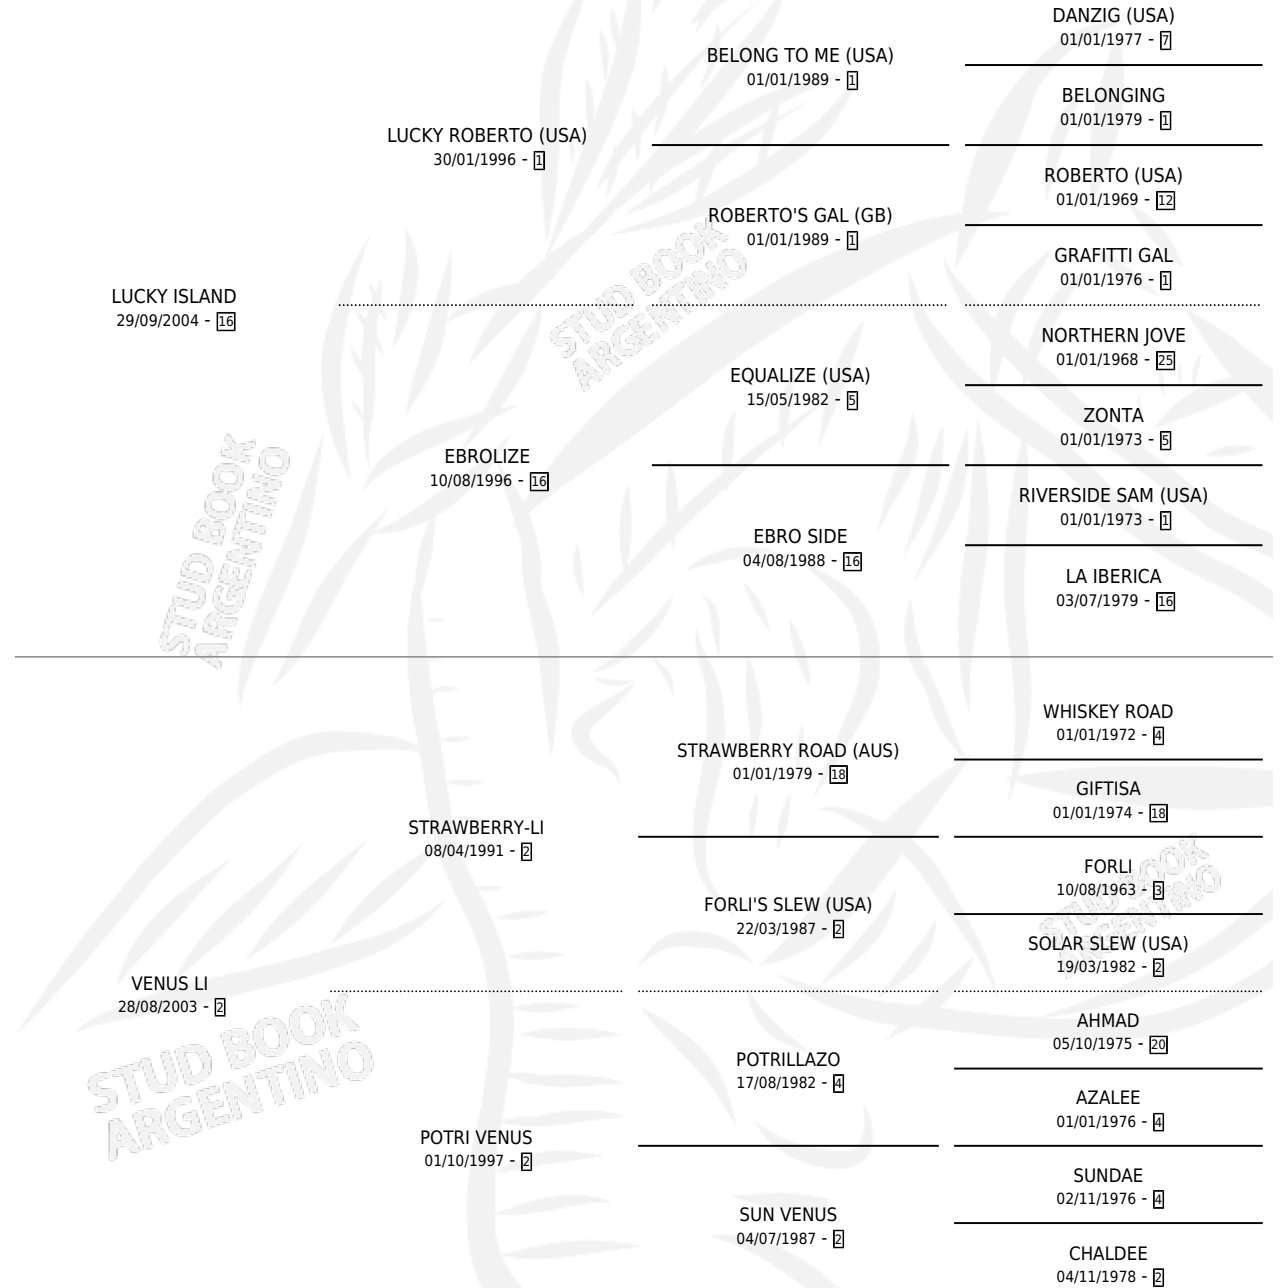 DANZIG (USA)
01/01/1977 - 7
BELONG TO ME (USA)
01/01/1989 - 1
BELONGING
01/01/1979 - 1
LUCKY ROBERTO (USA)
30/01/1996 - 1
ROBERTO (USA)
01/01/1969 - 12
ROBERTO'S GAL (GB)
01/01/1989 - 1
GRAFITTI GAL
01/01/1976 - 1
LUCKY ISLAND
29/09/2004 - 16
NORTHERN JOVE
01/01/1968 - 25
EQUALIZE (USA)
15/05/1982 - 5
ZONTA
01/01/1973 - 5
EBROLIZE
10/08/1996 - 16
RIVERSIDE SAM (USA)
01/01/1973 - 1
EBRO SIDE
04/08/1988 - 16
LA IBERICA
03/07/1979 - 16
WHISKEY ROAD
01/01/1972 - 4
STRAWBERRY ROAD (AUS)
01/01/1979 - 18
GIFTISA
01/01/1974 - 18
STRAWBERRY-LI
08/04/1991 - 2
FORLI
10/08/1963 - 3
FORLI'S SLEW (USA)
22/03/1987 - 2
SOLAR SLEW (USA)
19/03/1982 - 2
VENUS LI
28/08/2003 - 2
AHMAD
05/10/1975 - 20
POTRILLAZO
17/08/1982 - 4
AZALEE
01/01/1976 - 4
POTRI VENUS
01/10/1997 - 2
SUNDAE
02/11/1976 - 4
SUN VENUS
04/07/1987 - 2
CHALDEE
04/11/1978 - 2
STUD BOOK
ARGENTINO
STUD BOOK
ARGENTINO
STUD BOOK
ARGENTINO
STUD BOOK
ARGENTINO